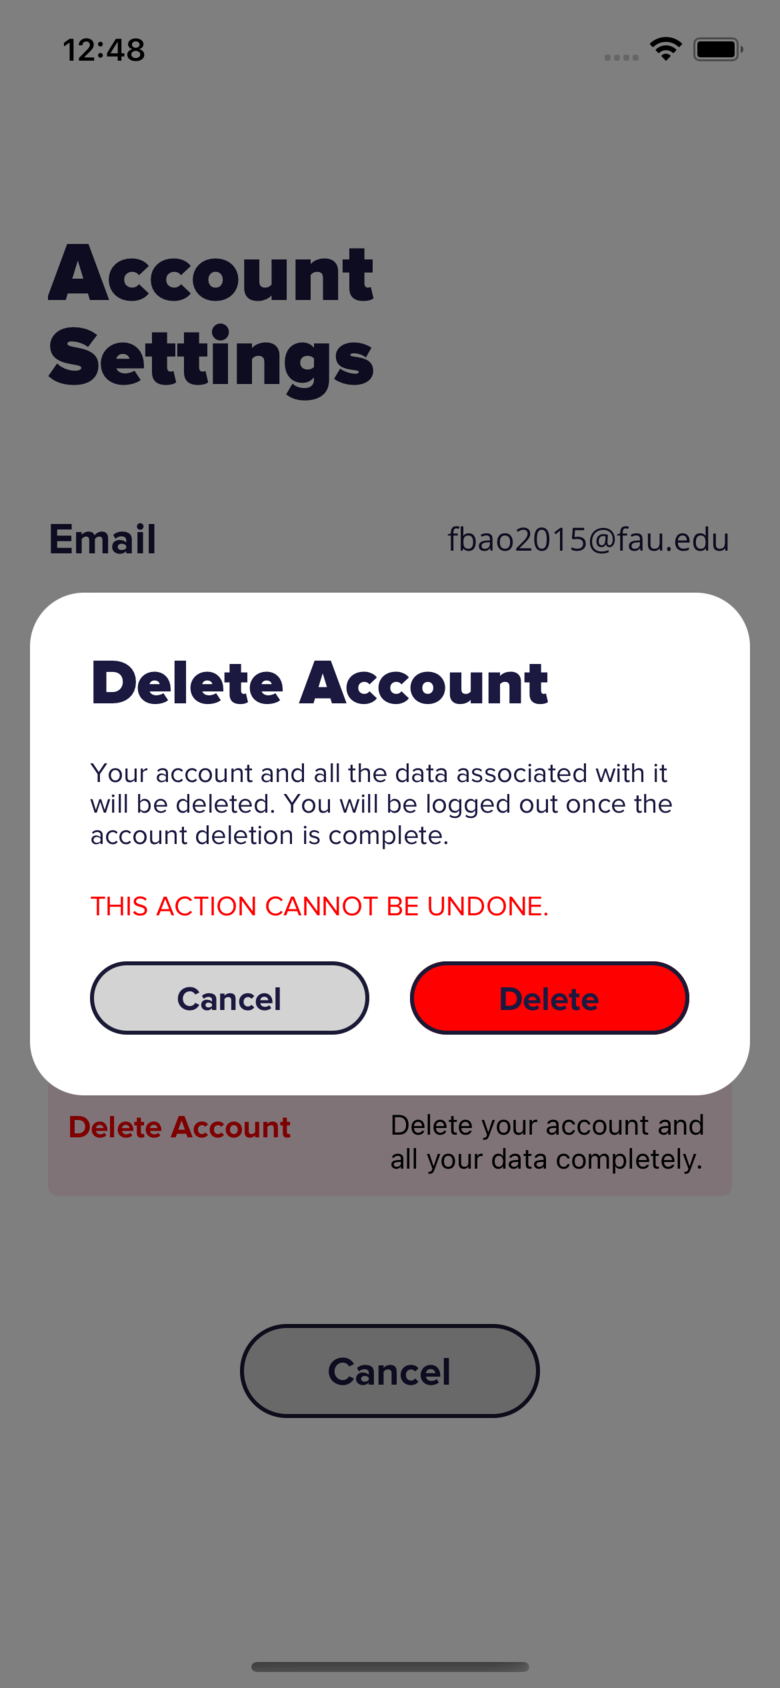 12:48
Account
Settings
Email
fbao2015@fau.edu
Delete Account
Your account and all the data associated with it
will be deleted. You will be logged out once the
account deletion is complete.
THIS ACTION CANNOT BE UNDONE.
Cancel
Delete
Delete Account
Delete your account and
all your data completely.
Cancel